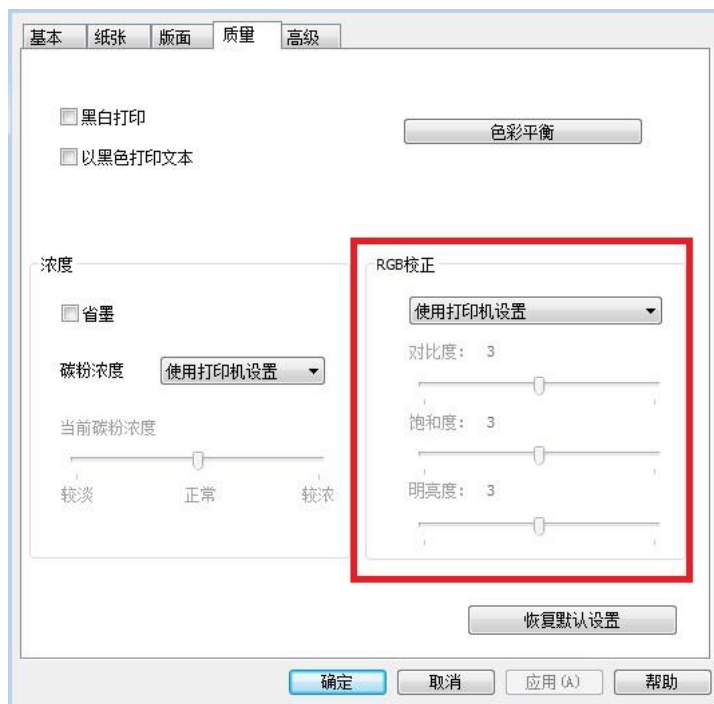 基本 纸张 版面 质量 高级
黑白打印
色彩平衡
以黑色打印文本
浓度
省墨
碳粉浓度 使用打印机设置
当前碳粉浓度
较淡 正常 较浓
RGB校正
使用打印机设置
对比度: 3
饱和度: 3
明亮度: 3
恢复默认设置
确定 取消 应用(A) 帮助